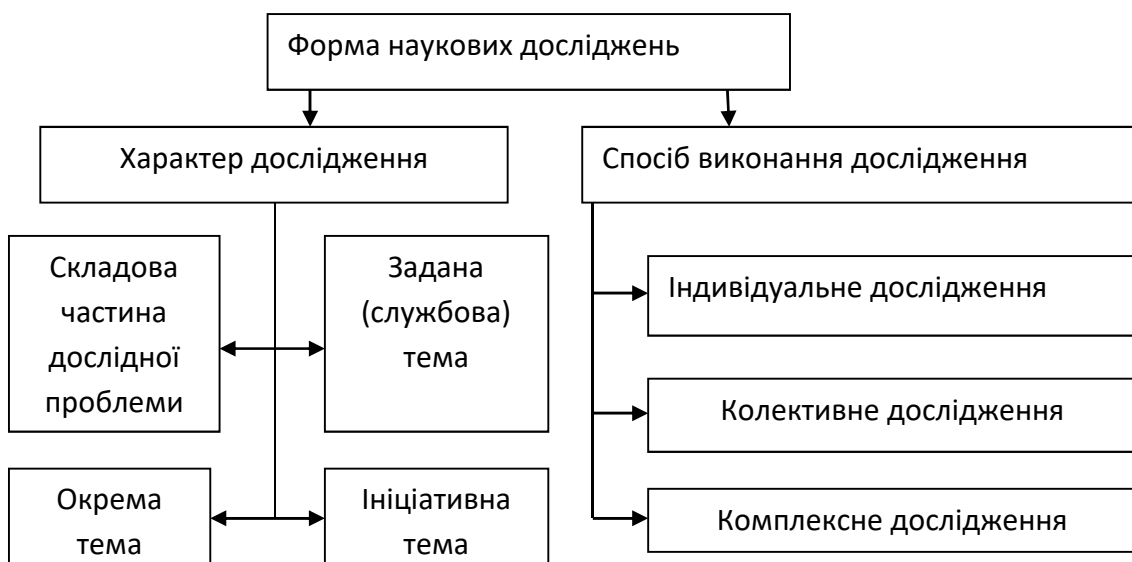 Форма наукових досліджень
Характер дослідження
Спосіб виконання дослідження
Складова
частина
дослідної
проблеми
Задана
(службова)
тема
Окрема
тема
Ініціативна
тема
Індивідуальне дослідження
Колективне дослідження
Комплексне дослідження